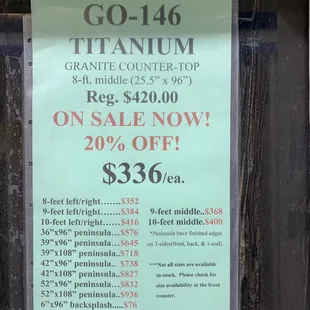 GO-146
TITANIUM
GRANITE COUNTER-TOP
8-ft. middle (25.5" x 96")
Reg. $420.00
ON SALE NOW!
20% OFF!
$336/ea.
8-feet left/right.......$352
9-feet left/right.......$384
10-feet left/right......$416
36"x96" peninsula...$576
39"x96" peninsula...$645
39"x108" peninsula..$718
42"x96" peninsula..$738
42"x108" peninsula..$827
52"x96" peninsula...$832
52"x108" peninsula..$936
6"x96" backsplash.....$76
9-feet middle..$368
10-feet middle.$400
*Peninsula have finished edges
on 3-sides(front, back, & 1-end).
***Not all sizes are available
in-stock. Please check for
size availability at the front
counter.